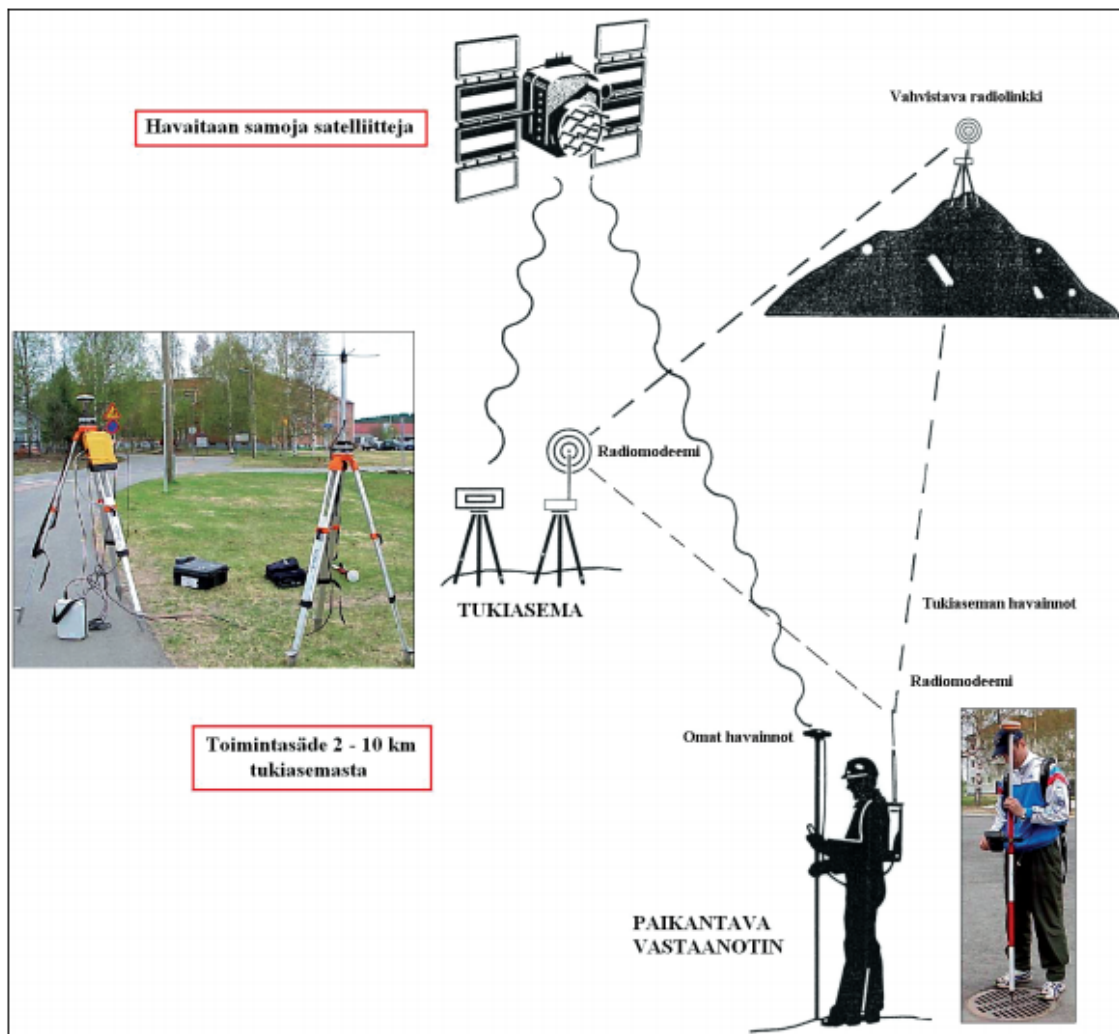 Havaitaan samoja satelliitteja
Vahvistava radiolinkki
Radiomodeemi
TUKIASEMA
Tukiaseman havainnot
Radiomodeemi
Toimintasäde 2 - 10 km
tukiasemasta
Omat havainnot
PAIKANTAVA
VASTAANOTIN